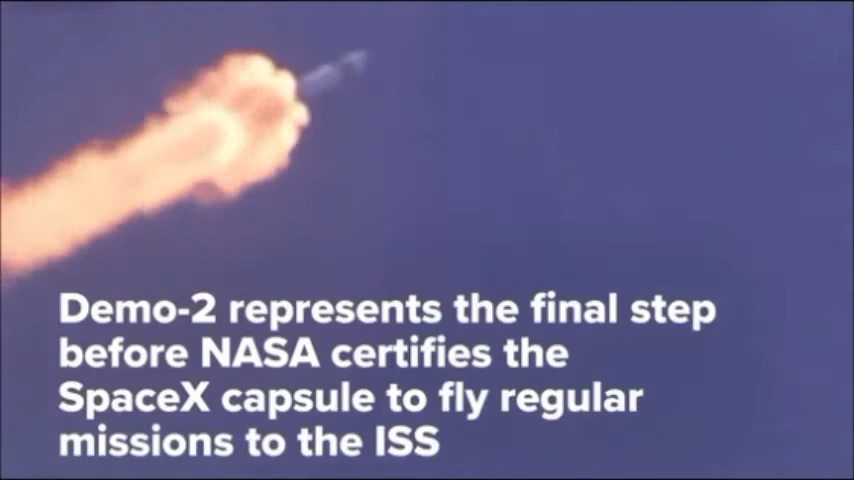 Demo-2 represents the final step
before NASA certifies the
SpaceX capsule to fly regular
missions to the ISS